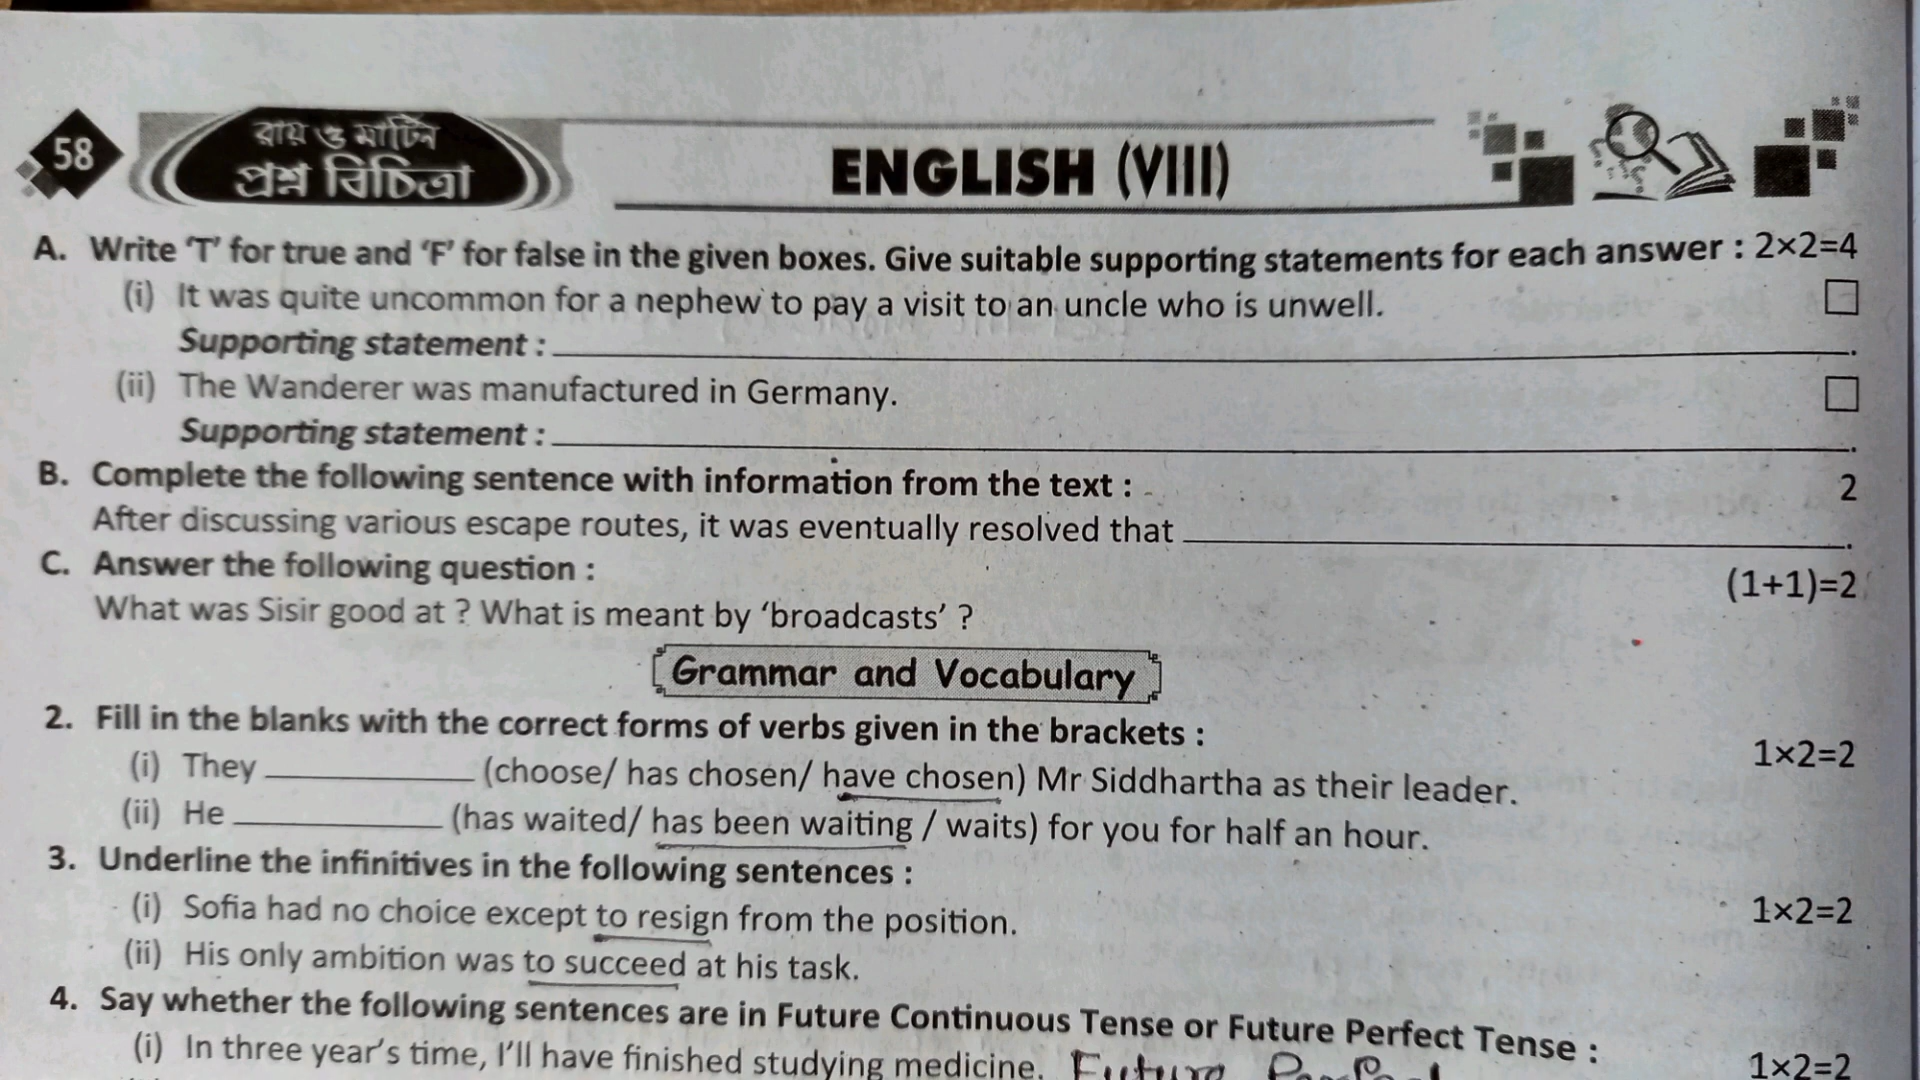 58
রায় ও মার্টিন
প্রশ্ন বিচিত্রা
ENGLISH (VIII)
A. Write ‘T’ for true and ‘F’ for false in the given boxes. Give suitable supporting statements for each answer : 2×2=4
(i) It was quite uncommon for a nephew to pay a visit to an uncle who is unwell.
Supporting statement : ______.
(ii) The Wanderer was manufactured in Germany.
Supporting statement : ______.
B. Complete the following sentence with information from the text : 2
After discussing various escape routes, it was eventually resolved that ______.
C. Answer the following question : (1+1)=2
What was Sisir good at ? What is meant by ‘broadcasts’ ?
Grammar and Vocabulary
2. Fill in the blanks with the correct forms of verbs given in the brackets : 1×2=2
(i) They ______ (choose/ has chosen/ have chosen) Mr Siddhartha as their leader.
(ii) He ______ (has waited/ has been waiting / waits) for you for half an hour.
3. Underline the infinitives in the following sentences : 1×2=2
(i) Sofia had no choice except to resign from the position.
(ii) His only ambition was to succeed at his task.
4. Say whether the following sentences are in Future Continuous Tense or Future Perfect Tense : 1×2=2
(i) In three year’s time, I’ll have finished studying medicine. Future